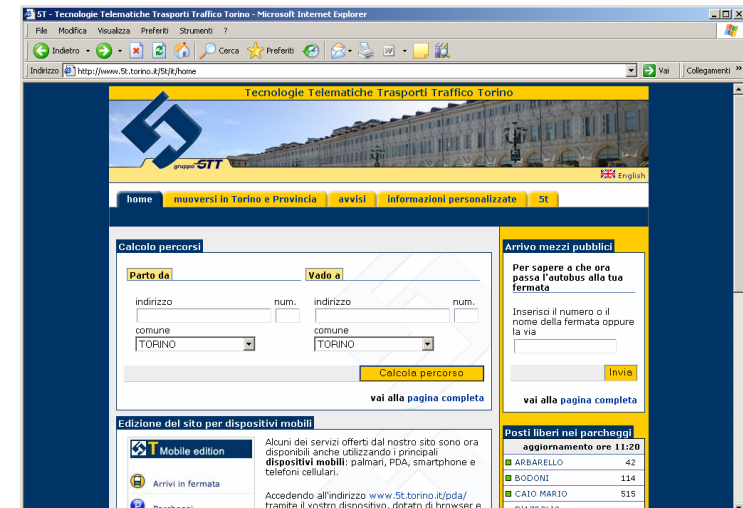 5T - Tecnologie Telematiche Trasporti Traffico Torino - Microsoft Internet Explorer
File Modifica Visualizza Preferiti Strumenti ?
Indietro Cerca Preferiti
Indirizzo http://www.5t.torino.it/5t/it/home Vai Collegamenti »
Tecnologie Telematiche Trasporti Traffico Torino
gruppo GTT
English
home muoversi in Torino e Provincia avvisi informazioni personalizzate 5t
Calcolo percorsi
Parto da Vado a
indirizzo num. indirizzo num.
comune comune
TORINO TORINO
Calcola percorso
vai alla pagina completa
Edizione del sito per dispositivi mobili
5T Mobile edition
Arrivi in fermata
Parcheggi
Alcuni dei servizi offerti dal nostro sito sono ora
disponibili anche utilizzando i principali
dispositivi mobili: palmari, PDA, smartphone e
telefoni cellulari.
Accedendo all'indirizzo www.5t.torino.it/pda/
tramite il vostro dispositivo, dotato di browser e
Arrivo mezzi pubblici
Per sapere a che ora
passa l'autobus alla tua
fermata
Inserisci il numero o il
nome della fermata oppure
la via
Invia
vai alla pagina completa
Posti liberi nei parcheggi
aggiornamento ore 11:20
ARBARELLO 42
BODONI 114
CAIO MARIO 515